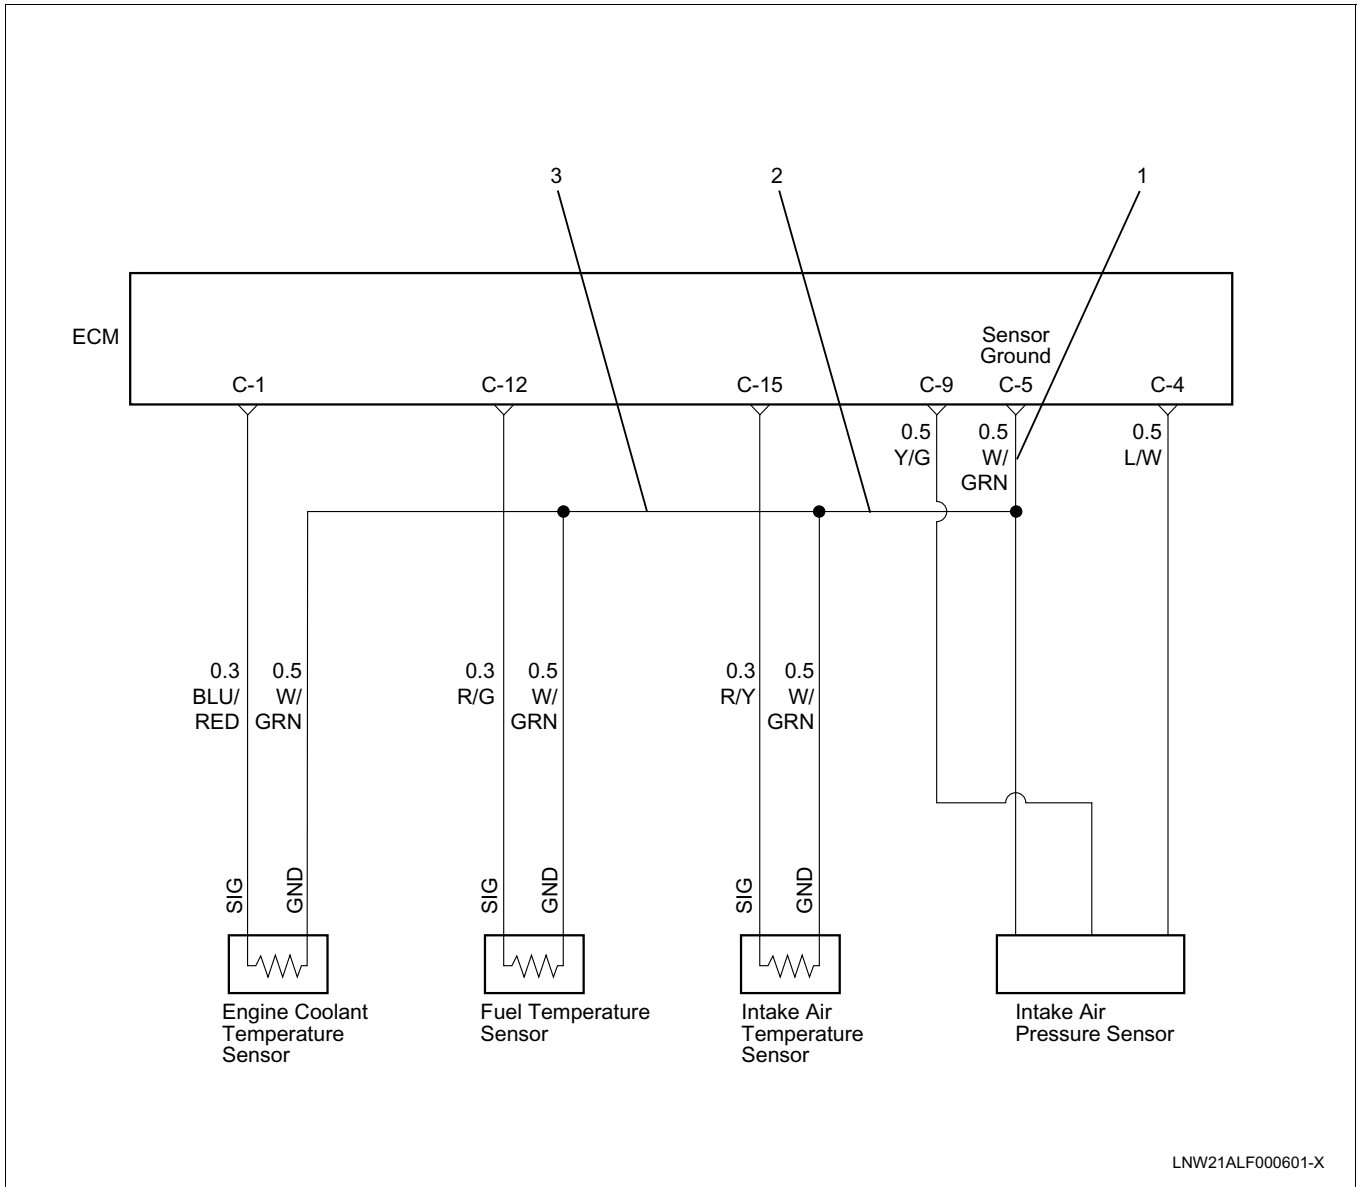 3
2
1
ECM
Sensor
Ground
C-1
C-12
C-15
C-9
C-5
C-4
0.5
Y/G
0.5
W/
GRN
0.5
L/W
0.3
BLU/
RED
0.5
W/
GRN
0.3
R/G
0.5
W/
GRN
0.3
R/Y
0.5
W/
GRN
SIG
GND
SIG
GND
SIG
GND
Engine Coolant
Temperature
Sensor
Fuel Temperature
Sensor
Intake Air
Temperature
Sensor
Intake Air
Pressure Sensor
LNW21ALF000601-X